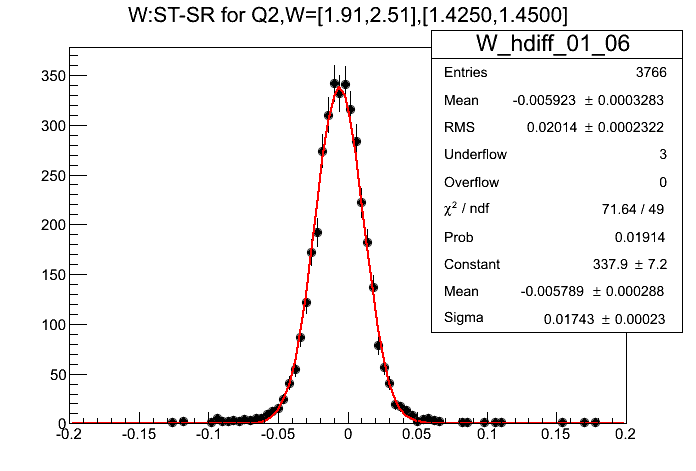 W:ST-SR for Q2,W=[1.91,2.51],[1.4250,1.4500]
W_hdiff_01_06
Entries 3766
Mean -0.005923 ± 0.0003283
RMS 0.02014 ± 0.0002322
Underflow 3
Overflow 0
χ² / ndf 71.64 / 49
Prob 0.01914
Constant 337.9 ± 7.2
Mean -0.005789 ± 0.000288
Sigma 0.01743 ± 0.00023
350
300
250
200
150
100
50
0
-0.2 -0.15 -0.1 -0.05 0 0.05 0.1 0.15 0.2